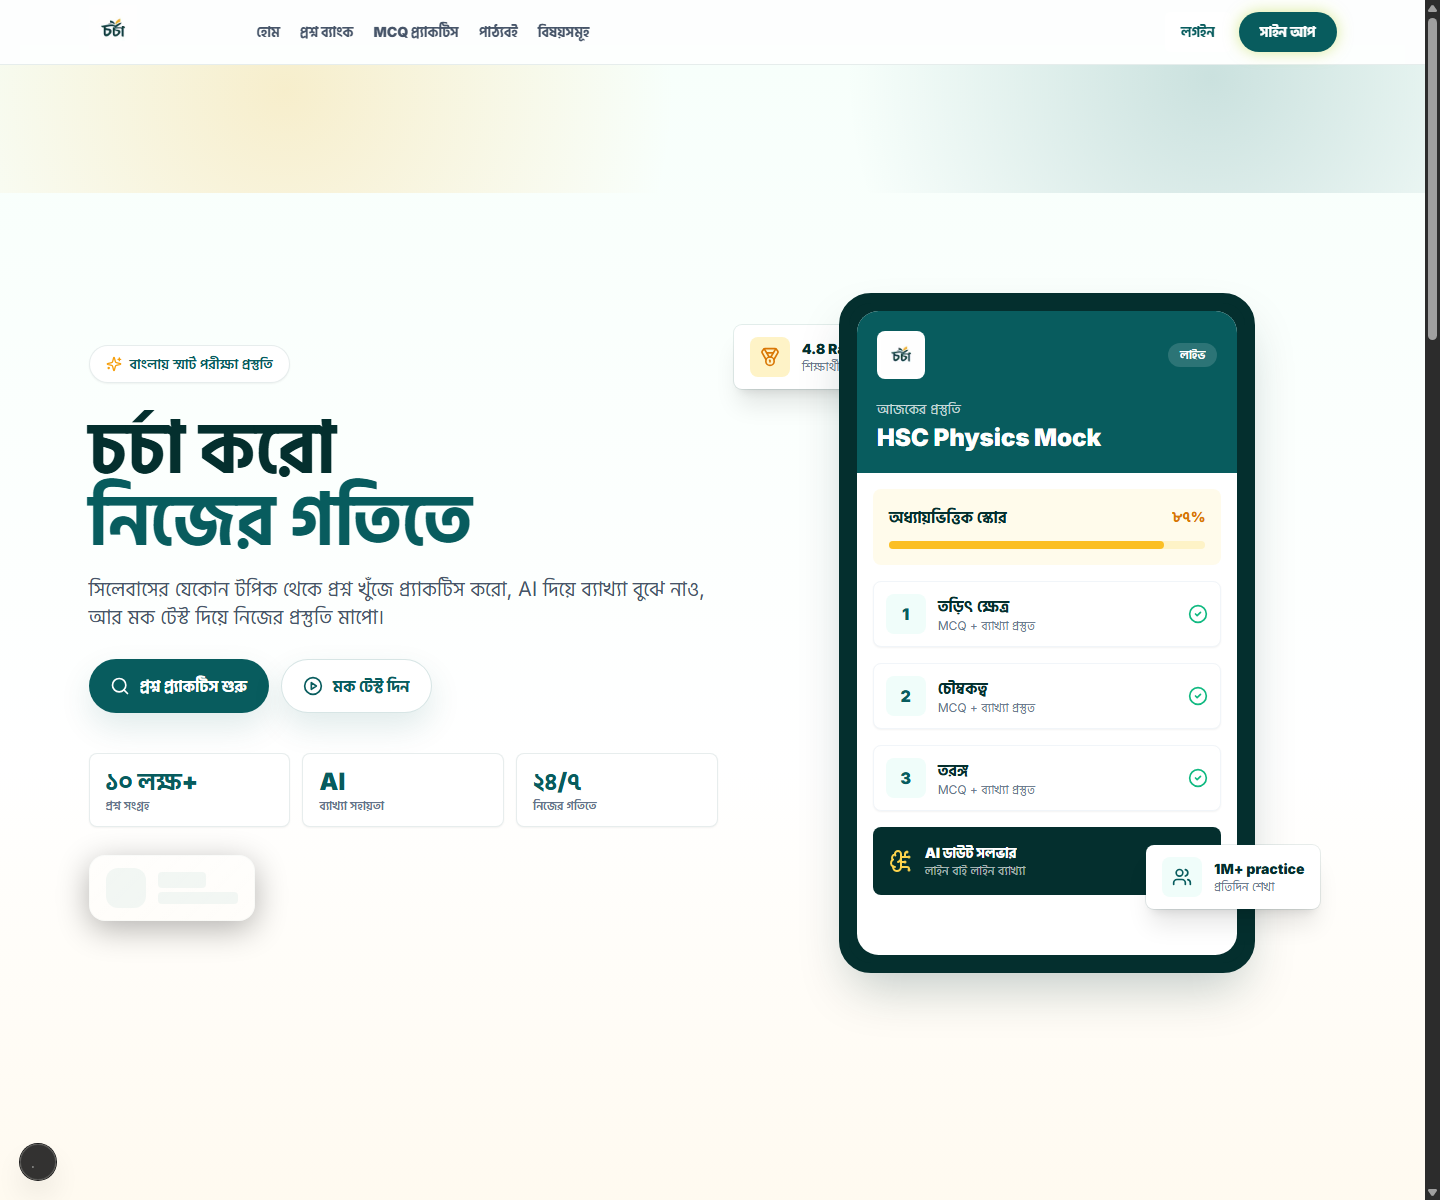 চর্চা
হোম
প্রশ্ন ব্যাংক
MCQ প্র্যাকটিস
পাঠ্যবই
বিষয়সমূহ
লগইন
সাইন আপ
বাংলায় স্মার্ট পরীক্ষা প্রস্তুতি
চর্চা করো
নিজের গতিতে
সিলেবাসের যেকোন টপিক থেকে প্রশ্ন খুঁজে প্র্যাকটিস করো, AI দিয়ে ব্যাখ্যা বুঝে নাও,
আর মক টেস্ট দিয়ে নিজের প্রস্তুতি মাপো।
প্রশ্ন প্র্যাকটিস শুরু
মক টেস্ট দিন
১০ লক্ষ+
প্রশ্ন সংগ্রহ
AI
ব্যাখ্যা সহায়তা
২৪/৭
নিজের গতিতে
4.8
চর্চা
লাইভ
আজকের প্রস্তুতি
HSC Physics Mock
অধ্যায়ভিত্তিক স্কোর
৮৭%
1
তড়িৎ ক্ষেত্র
MCQ + ব্যাখ্যা প্রস্তুত
2
চৌম্বকত্ব
MCQ + ব্যাখ্যা প্রস্তুত
3
তরঙ্গ
MCQ + ব্যাখ্যা প্রস্তুত
AI ডাউট সলভার
লাইন বাই লাইন ব্যাখ্যা
1M+ practice
প্রতিদিন শেখা